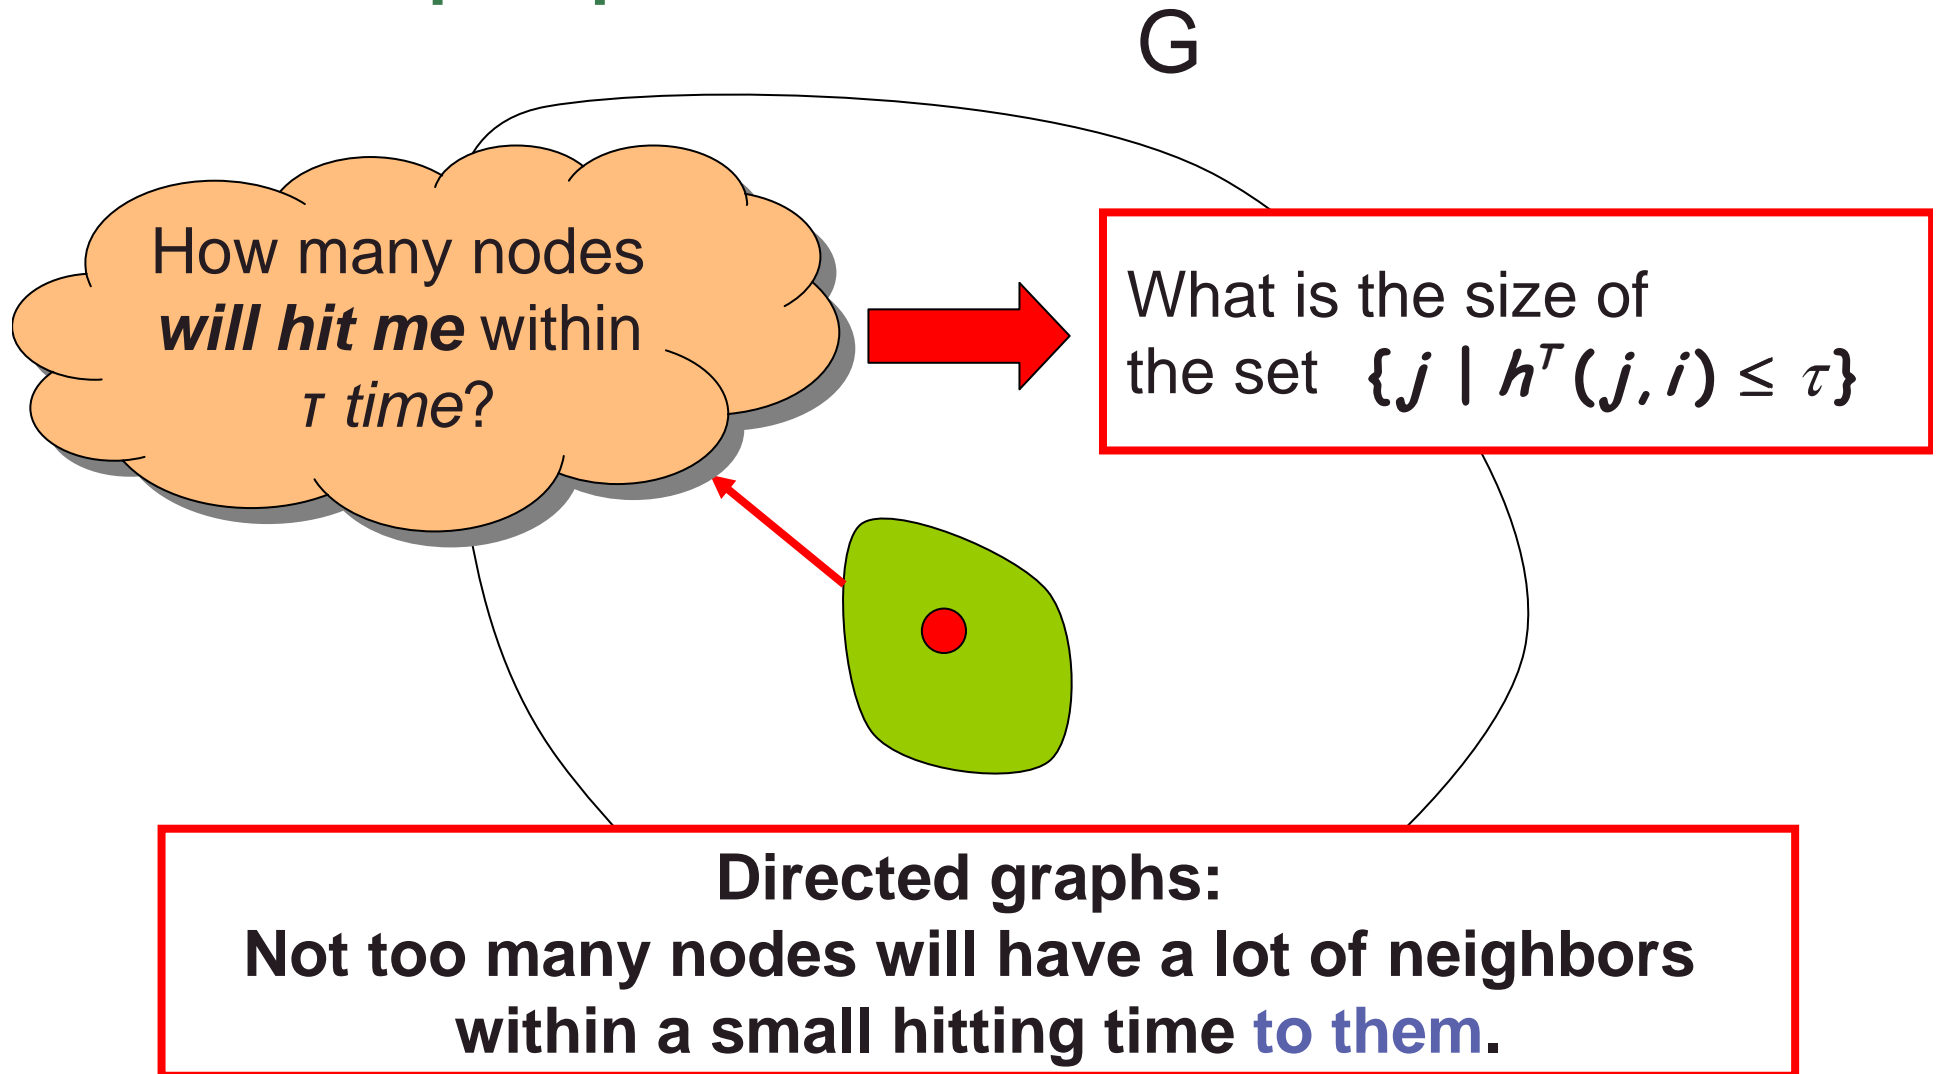 G
How many nodes
will hit me within
τ time?
What is the size of
the set {j | h^T (j, i) ≤ τ}
Directed graphs:
Not too many nodes will have a lot of neighbors
within a small hitting time to them.